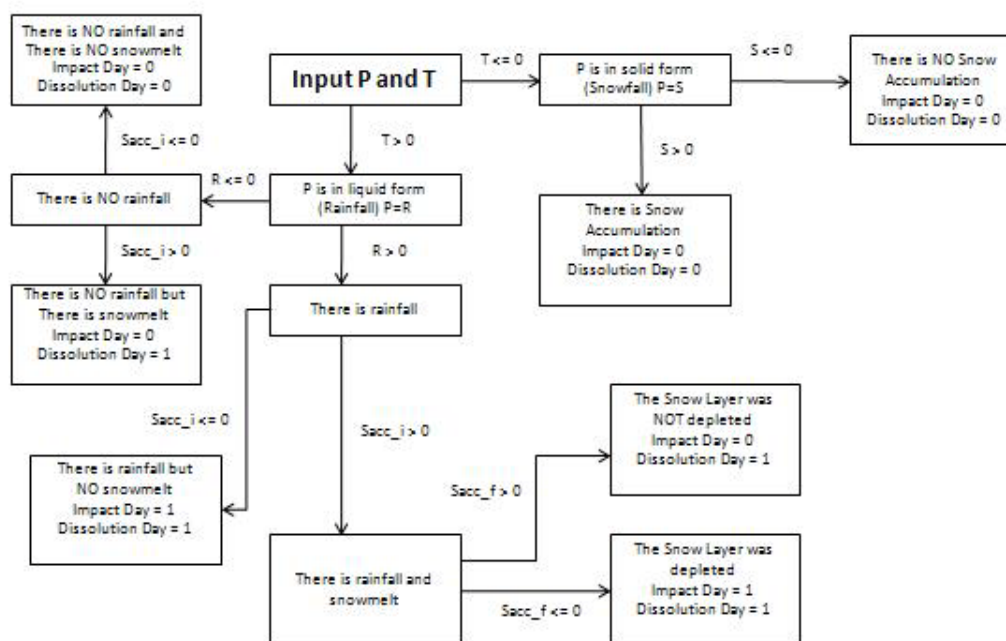 There is NO rainfall and
There is NO snowmelt
Impact Day = 0
Dissolution Day = 0
Input P and T
T <= 0
P is in solid form
(Snowfall) P=S
S <= 0
There is NO Snow
Accumulation
Impact Day = 0
Dissolution Day = 0
Sacc_i <= 0
T > 0
S > 0
There is NO rainfall
R <= 0
P is in liquid form
(Rainfall) P=R
There is Snow
Accumulation
Impact Day = 0
Dissolution Day = 0
Sacc_i > 0
R > 0
There is NO rainfall but
There is snowmelt
Impact Day = 0
Dissolution Day = 1
There is rainfall
Sacc_i <= 0
Sacc_i > 0
The Snow Layer was
NOT depleted
Impact Day = 0
Dissolution Day = 1
There is rainfall but
NO snowmelt
Impact Day = 1
Dissolution Day = 1
Sacc_f > 0
There is rainfall and
snowmelt
Sacc_f <= 0
The Snow Layer was
depleted
Impact Day = 1
Dissolution Day = 1